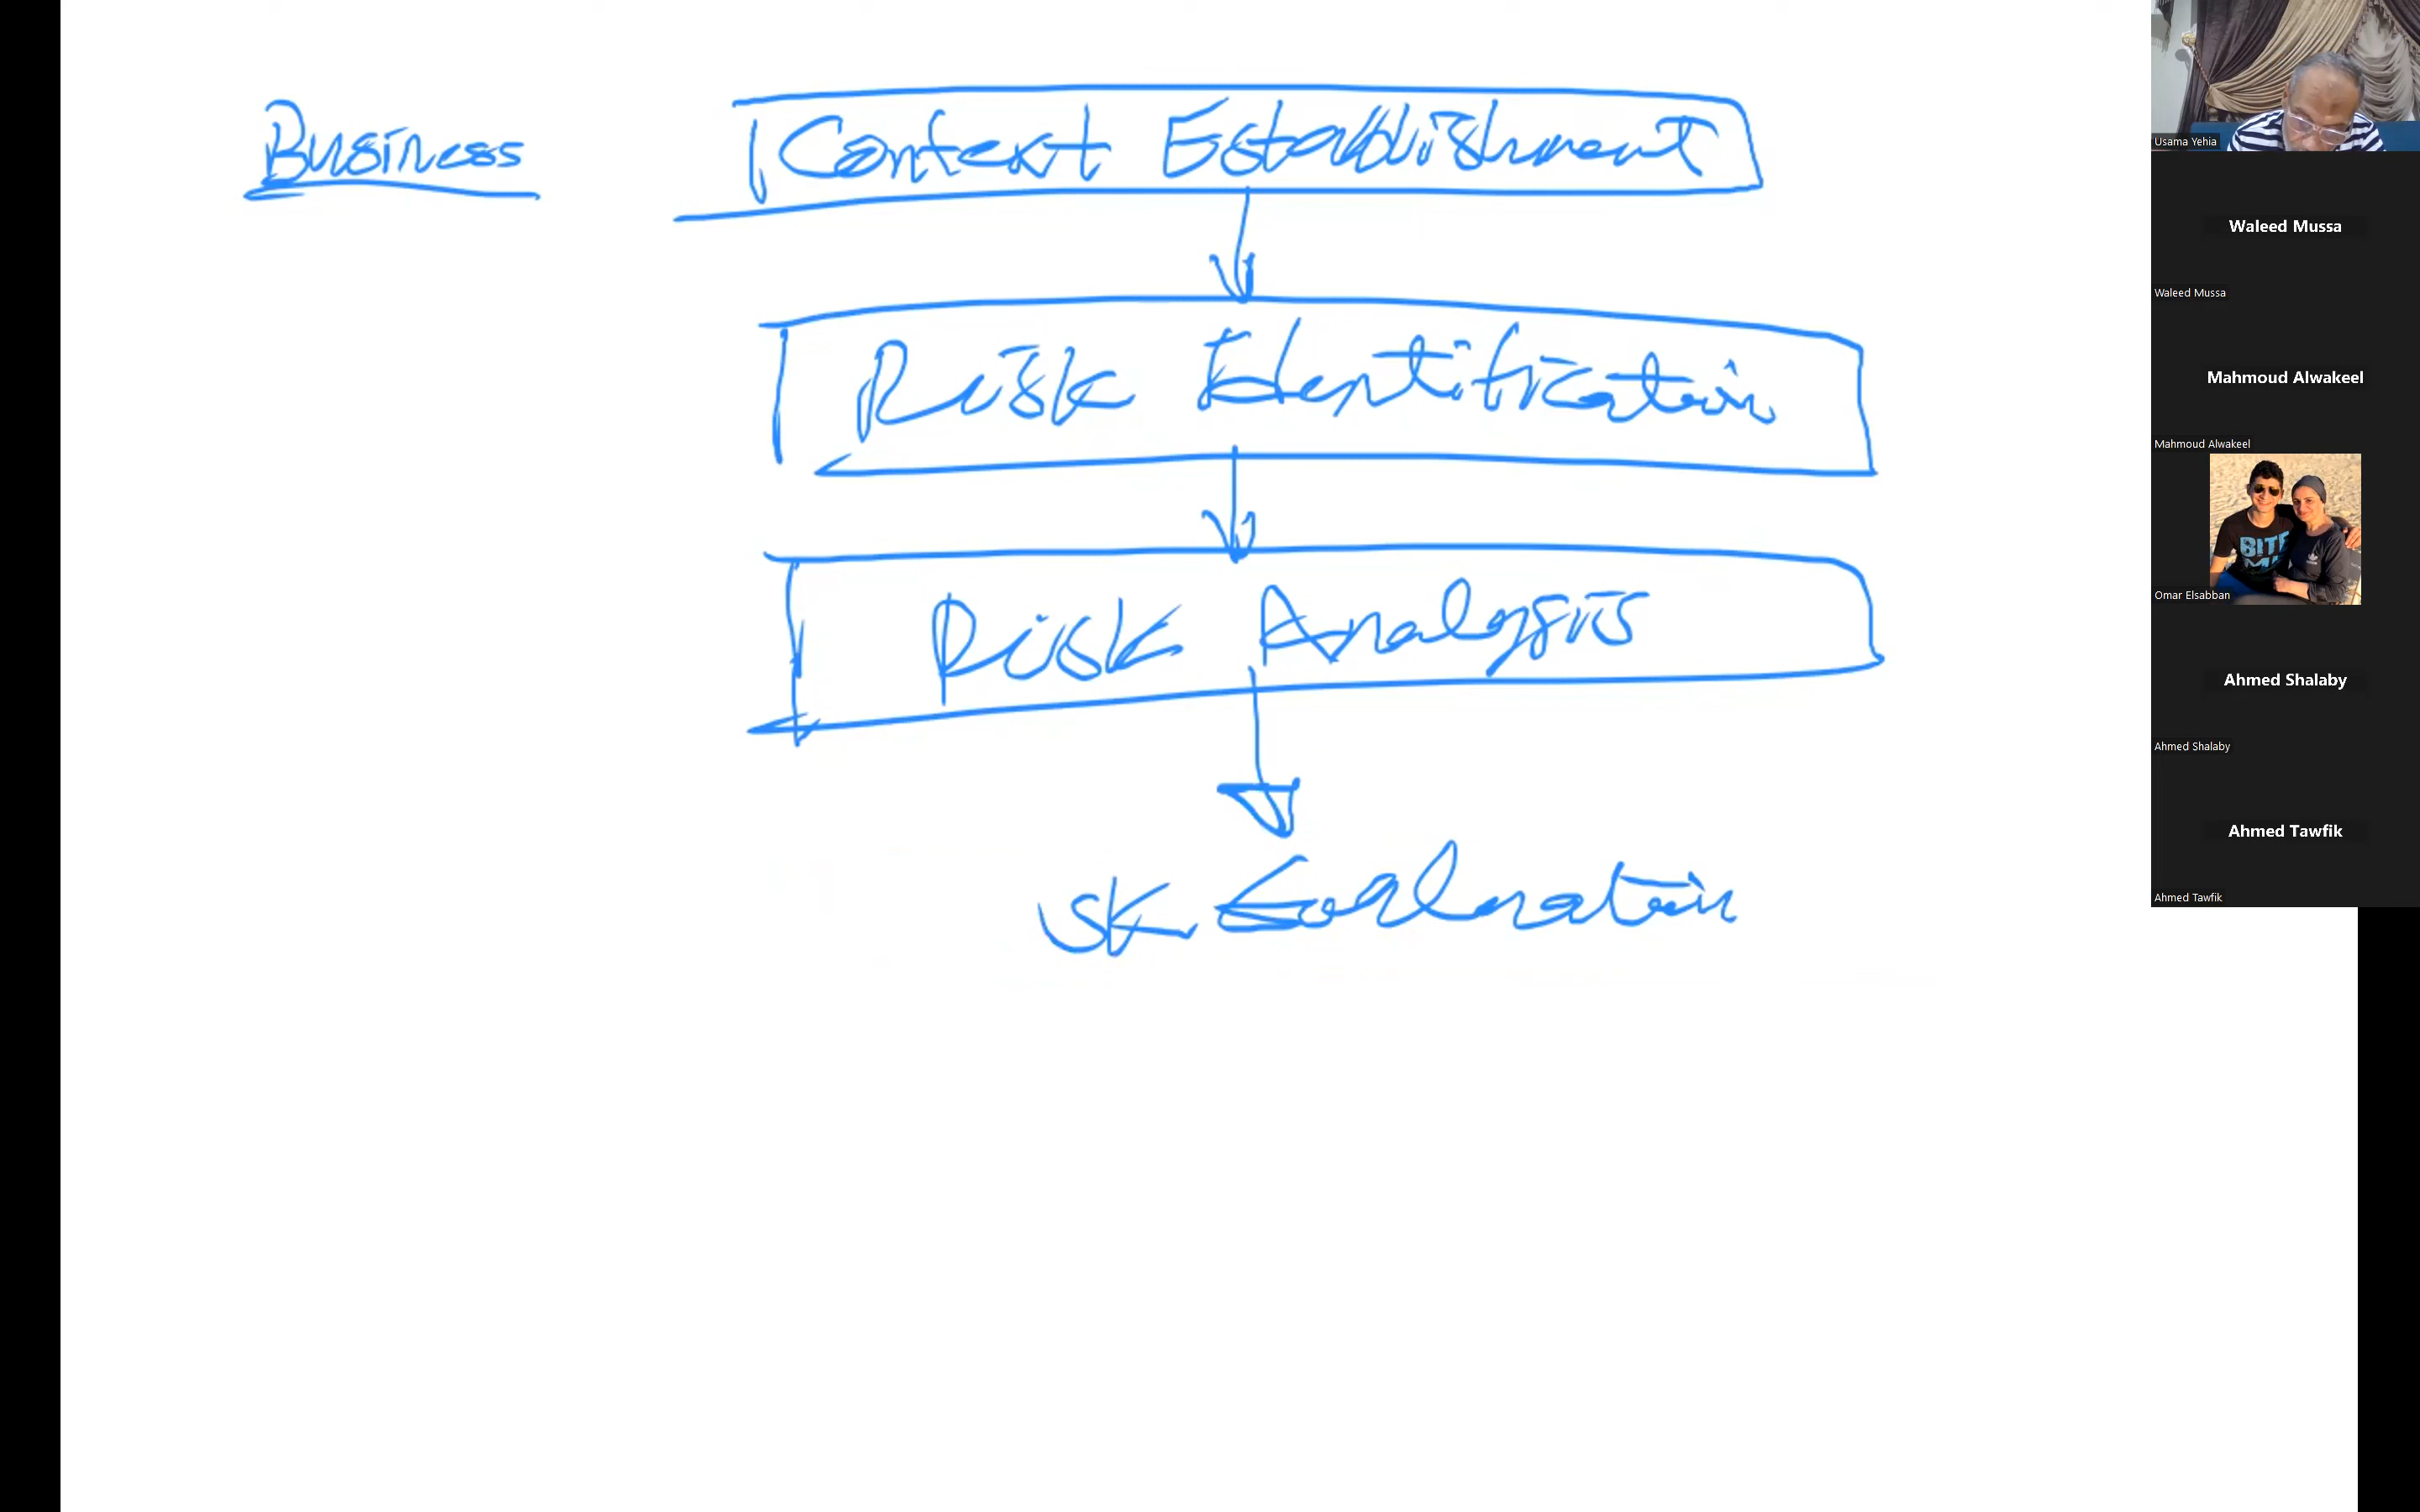 Business
Context Establishment
Risk Identification
Risk Analysis
sk Evaluation
Usama Yehia
Waleed Mussa
Waleed Mussa
Mahmoud Alwakeel
Mahmoud Alwakeel
BITE
Omar Elsabban
Ahmed Shalaby
Ahmed Shalaby
Ahmed Tawfik
Ahmed Tawfik